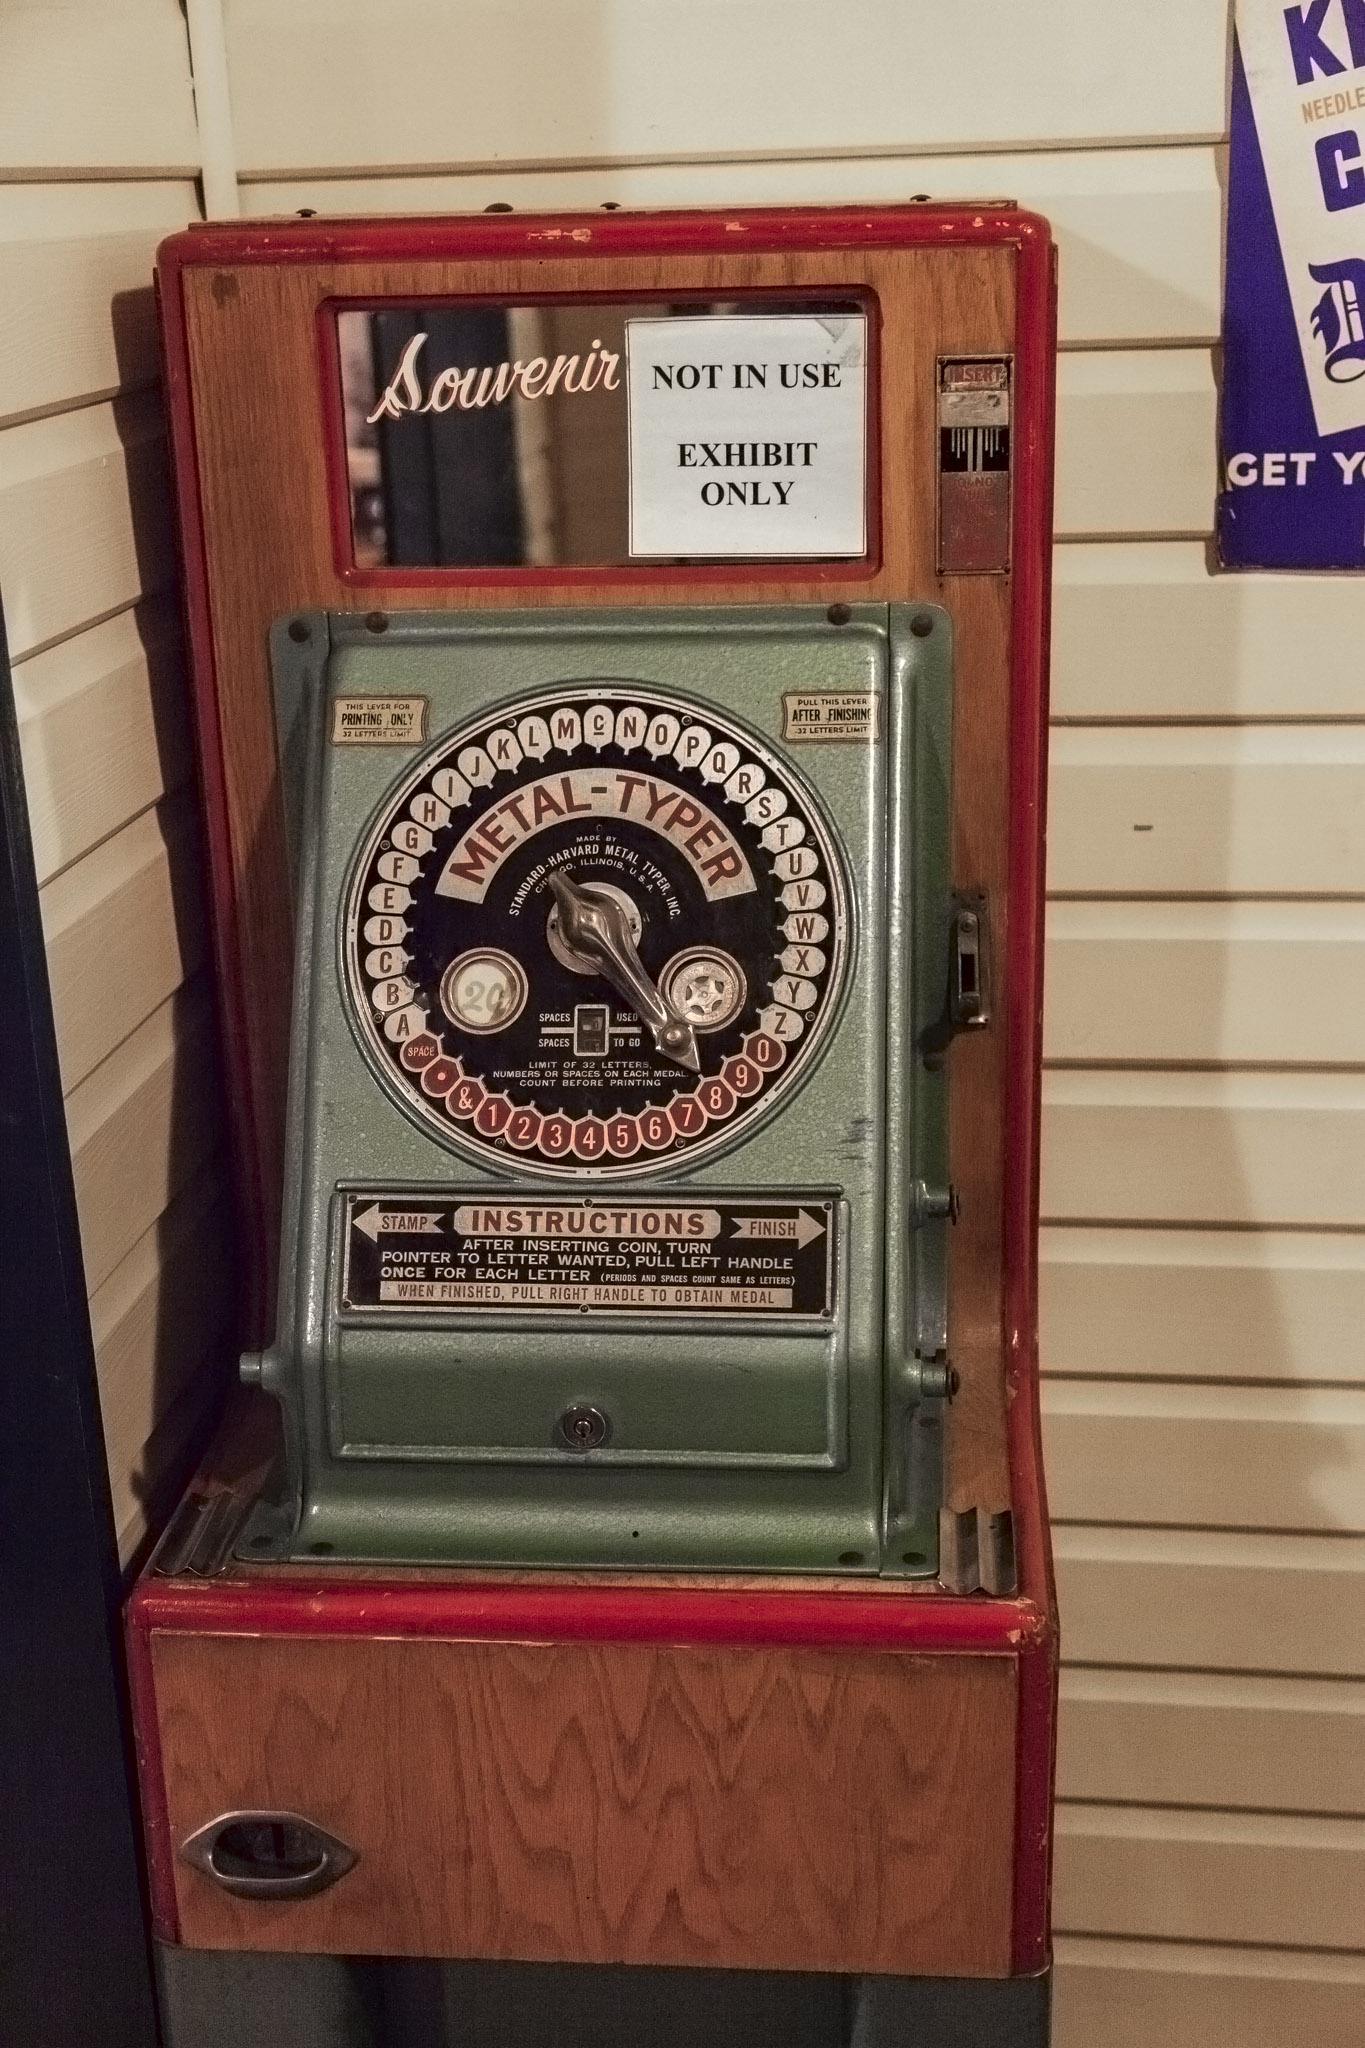 Souvenir
NOT IN USE
EXHIBIT
ONLY
INSERT
NEEDLE
GET
THIS LEVER FOR
PRINTING ONLY
32 LETTERS LIMIT
PULL THIS LEVER
AFTER FINISHING
32 LETTERS LIMIT
A B C D E F G H I J K L M C N O P Q R S T U V W X Y Z
METAL-TYPER
MADE BY
STANDARD-HARVARD METAL TYPER, INC.
CHICAGO, ILLINOIS, U.S.A.
20
SPACES USED
SPACES TO GO
LIMIT OF 32 LETTERS,
NUMBERS OR SPACES ON EACH MEDAL
COUNT BEFORE PRINTING
SPACE . & 1 2 3 4 5 6 7 8 9 0
STAMP INSTRUCTIONS FINISH
AFTER INSERTING COIN, TURN
POINTER TO LETTER WANTED, PULL LEFT HANDLE
ONCE FOR EACH LETTER (PERIODS AND SPACES COUNT SAME AS LETTERS)
WHEN FINISHED, PULL RIGHT HANDLE TO OBTAIN MEDAL